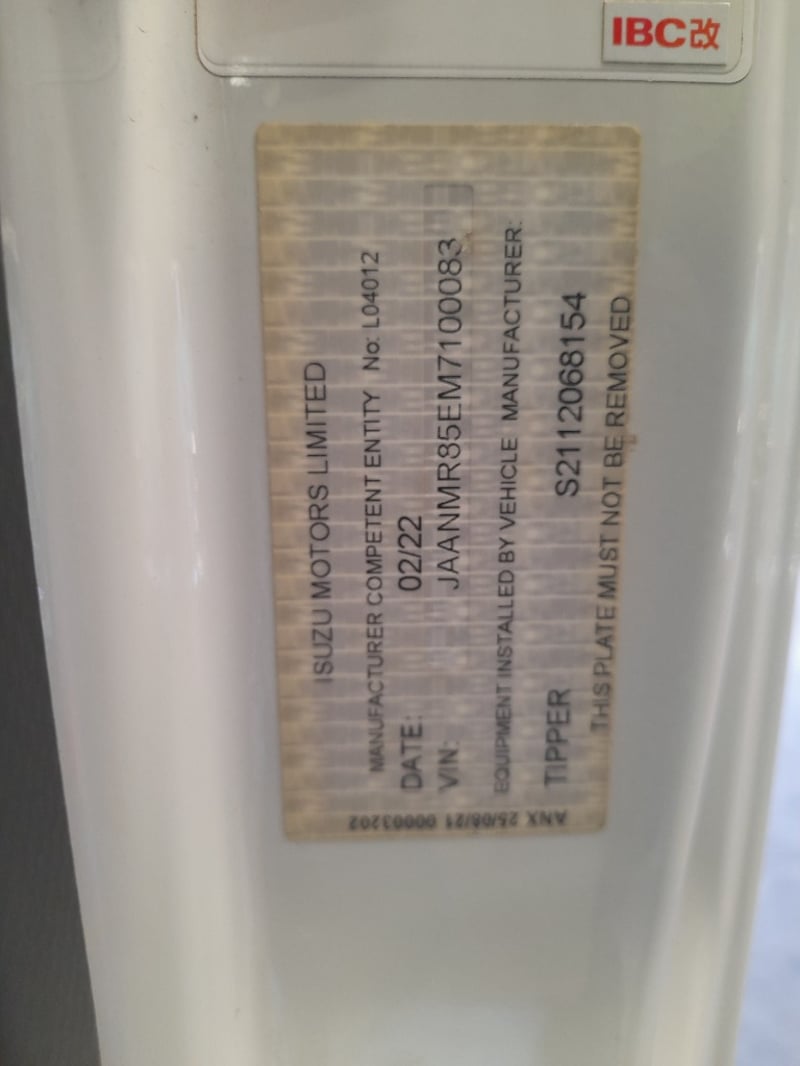 IBC改
ISUZU MOTORS LIMITED
MANUFACTURER COMPETENT ENTITY No: L04012
DATE: 02/22
VIN: JAANMR85EM7100083
EQUIPMENT INSTALLED BY VEHICLE MANUFACTURER:
TIPPER S2112068154
THIS PLATE MUST NOT BE REMOVED
ANX 25/08/21 00003202